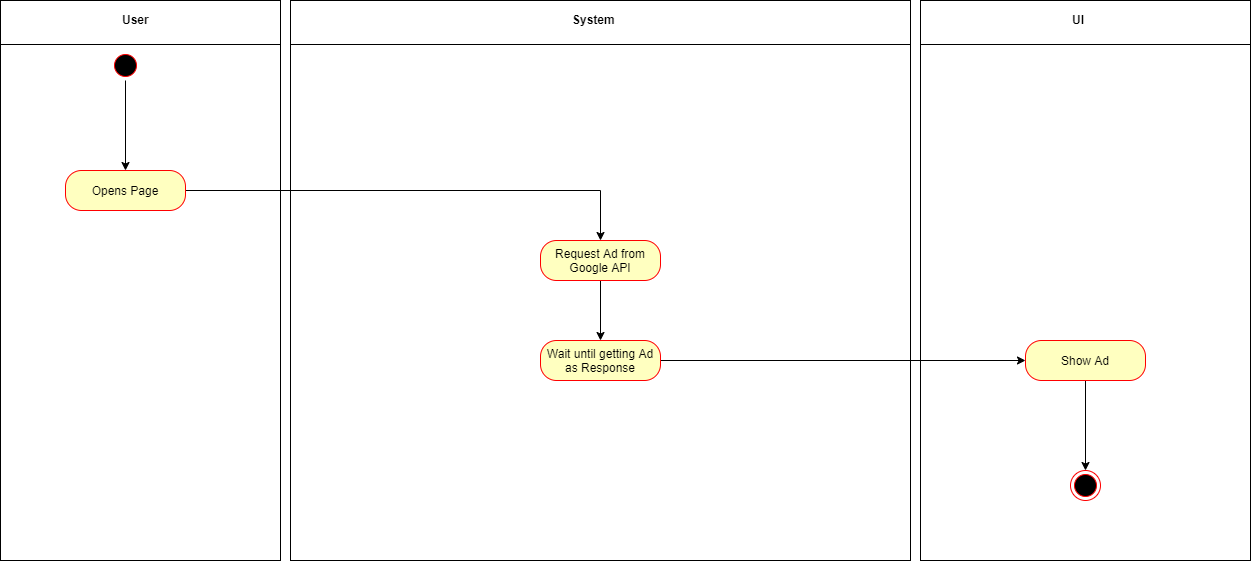 User
System
UI
Opens Page
Request Ad from
Google API
Wait until getting Ad
as Response
Show Ad